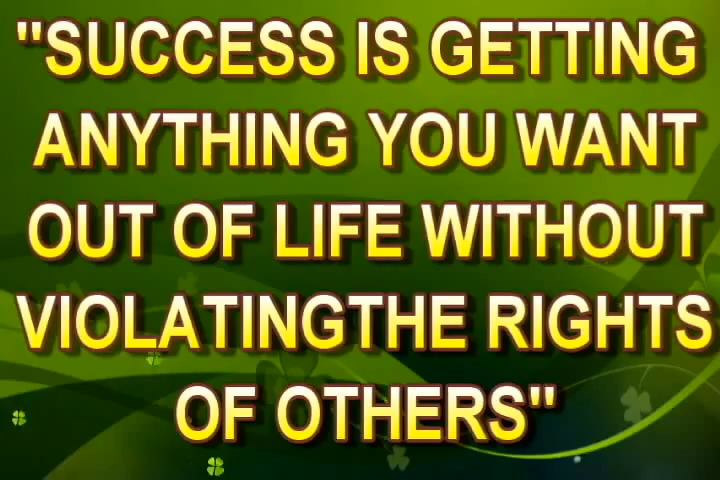 "SUCCESS IS GETTING
ANYTHING YOU WANT
OUT OF LIFE WITHOUT
VIOLATINGTHE RIGHTS
OF OTHERS"